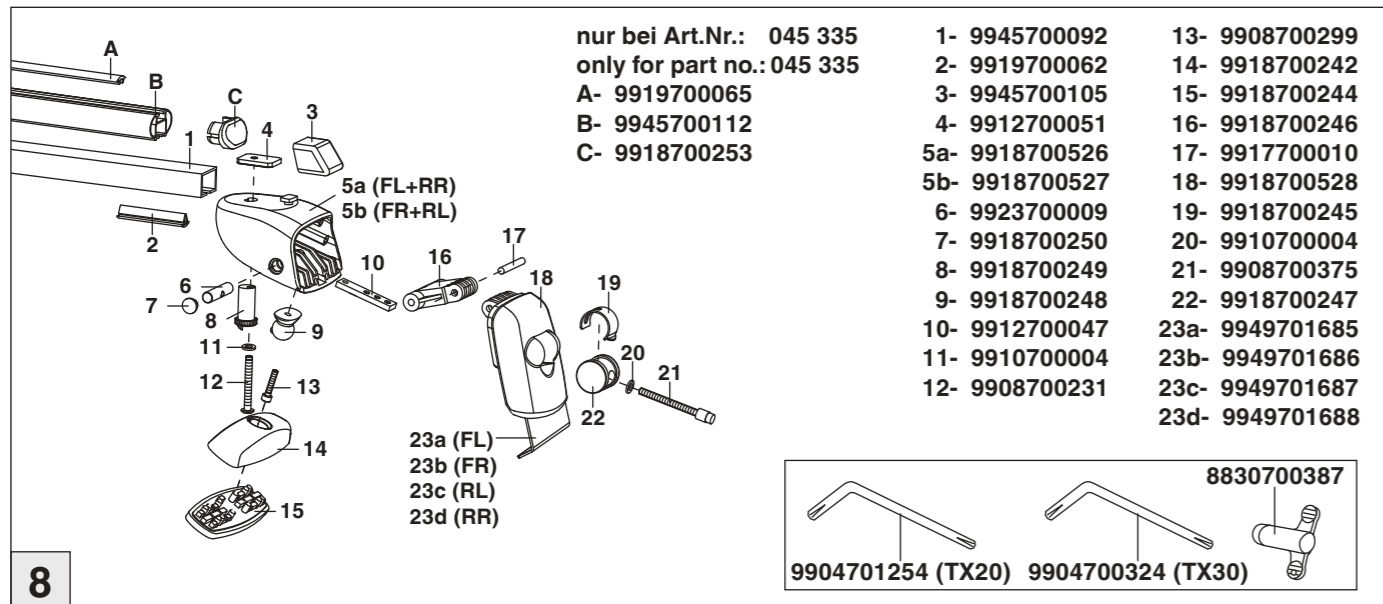 nur bei Art.Nr.: 045 335
only for part no.: 045 335
A- 9919700065
B- 9945700112
C- 9918700253
1- 9945700092
2- 9919700062
3- 9945700105
4- 9912700051
5a- 9918700526
5b- 9918700527
6- 9923700009
7- 9918700250
8- 9918700249
9- 9918700248
10- 9912700047
11- 9910700004
12- 9908700231
13- 9908700299
14- 9918700242
15- 9918700244
16- 9918700246
17- 9917700010
18- 9918700528
19- 9918700245
20- 9910700004
21- 9908700375
22- 9918700247
23a- 9949701685
23b- 9949701686
23c- 9949701687
23d- 9949701688
A
B
C
3
4
1
5a (FL+RR)
5b (FR+RL)
2
17
16
10
18
19
6
7
8
9
20
21
11
12
13
22
14
23a (FL)
23b (FR)
23c (RL)
23d (RR)
15
8830700387
9904701254 (TX20)
9904700324 (TX30)
8